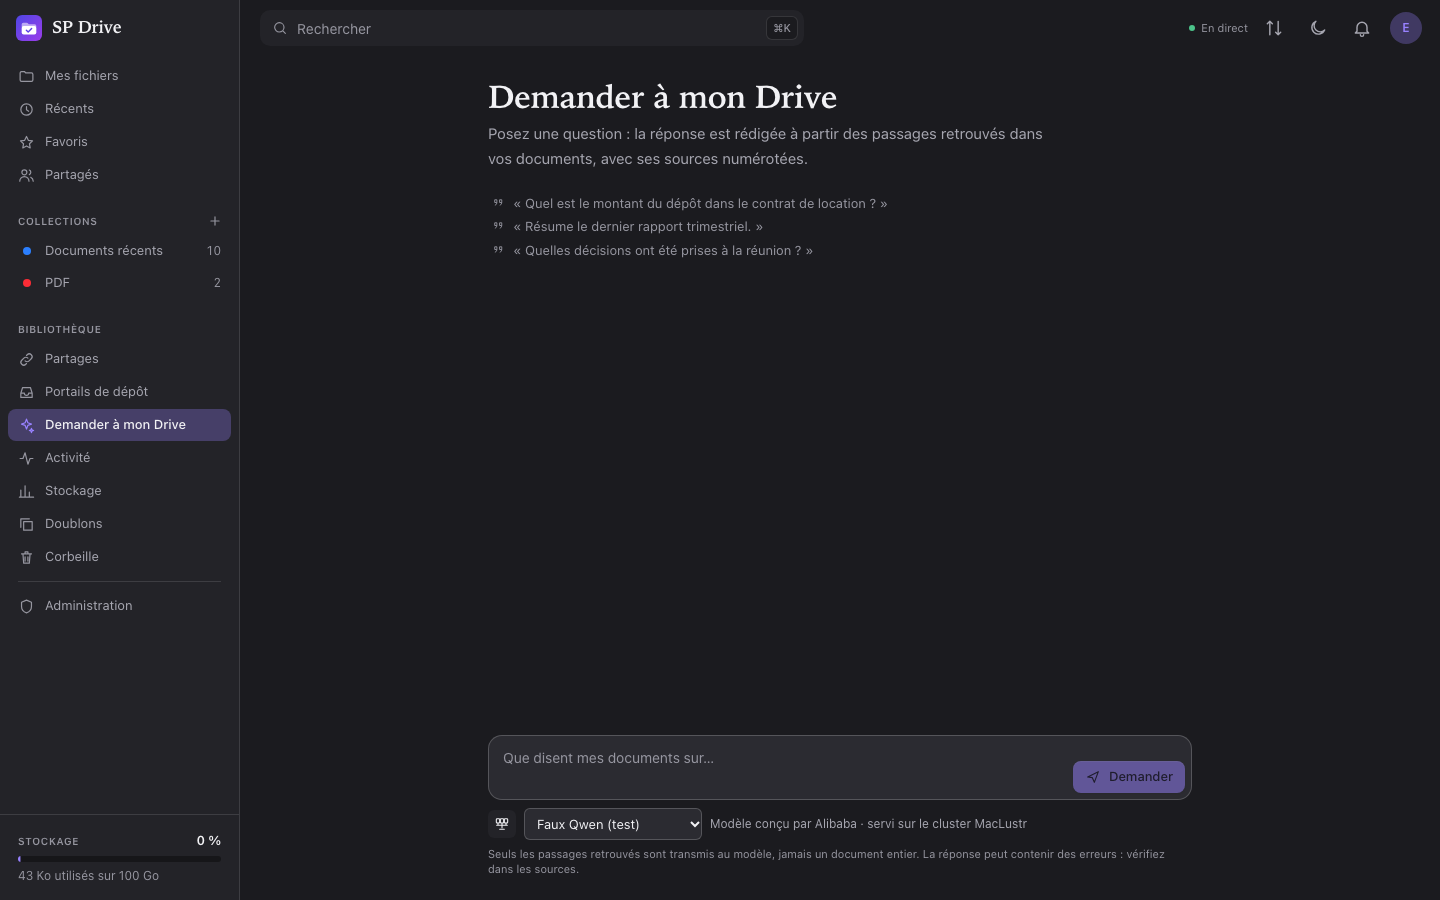 SP Drive
Rechercher
⌘K
En direct
E
Mes fichiers
Récents
Favoris
Partagés
COLLECTIONS
Documents récents 10
PDF 2
BIBLIOTHÈQUE
Partages
Portails de dépôt
Demander à mon Drive
Activité
Stockage
Doublons
Corbeille
Administration
STOCKAGE 0 %
43 Ko utilisés sur 100 Go
Demander à mon Drive
Posez une question : la réponse est rédigée à partir des passages retrouvés dans
vos documents, avec ses sources numérotées.
« Quel est le montant du dépôt dans le contrat de location ? »
« Résume le dernier rapport trimestriel. »
« Quelles décisions ont été prises à la réunion ? »
Que disent mes documents sur…
Demander
Faux Qwen (test)
Modèle conçu par Alibaba · servi sur le cluster MacLustr
Seuls les passages retrouvés sont transmis au modèle, jamais un document entier. La réponse peut contenir des erreurs : vérifiez
dans les sources.